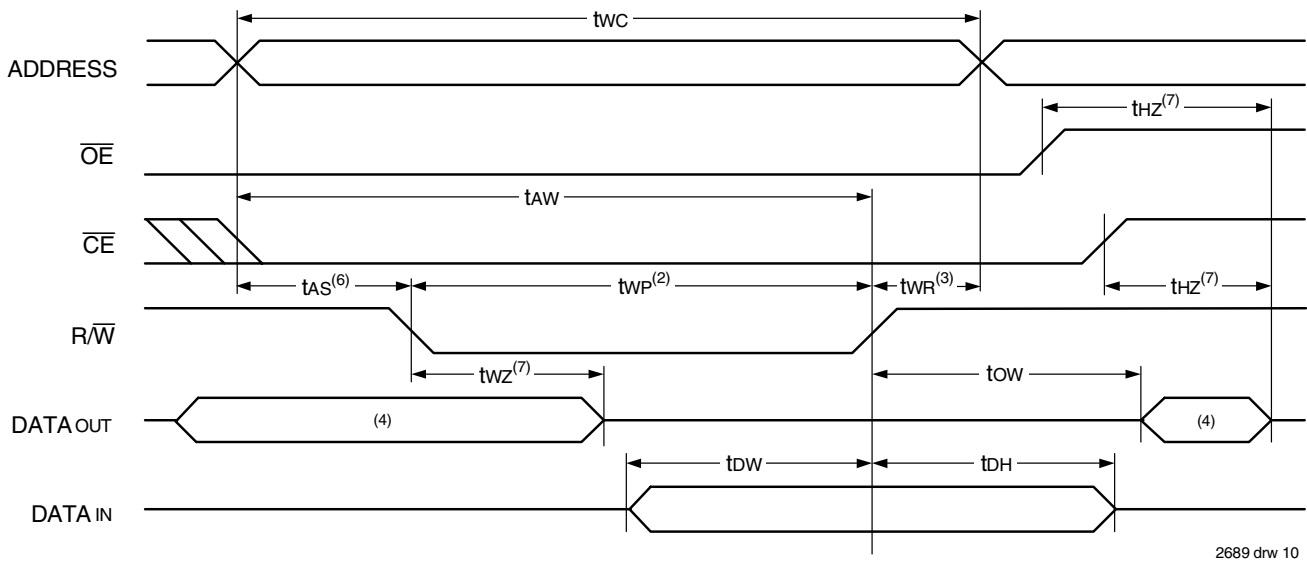 tWC
ADDRESS
tHZ(7)
OE
tAW
CE
tAS(6) tWP(2) tWR(3) tHZ(7)
R/W
tWZ(7) tOW
DATA OUT (4) (4)
tDW tDH
DATA IN
2689 drw 10